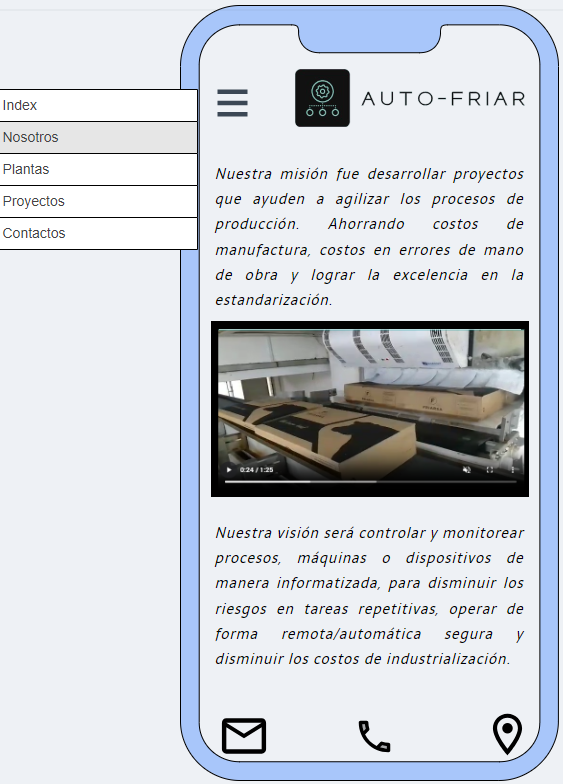 AUTO-FRIAR
Index
Nosotros
Plantas
Proyectos
Contactos
Nuestra misión fue desarrollar proyectos
que ayuden a agilizar los procesos de
producción. Ahorrando costos de
manufactura, costos en errores de mano
de obra y lograr la excelencia en la
estandarización.
0:24 / 1:25
Nuestra visión será controlar y monitorear
procesos, máquinas o dispositivos de
manera informatizada, para disminuir los
riesgos en tareas repetitivas, operar de
forma remota/automática segura y
disminuir los costos de industrialización.